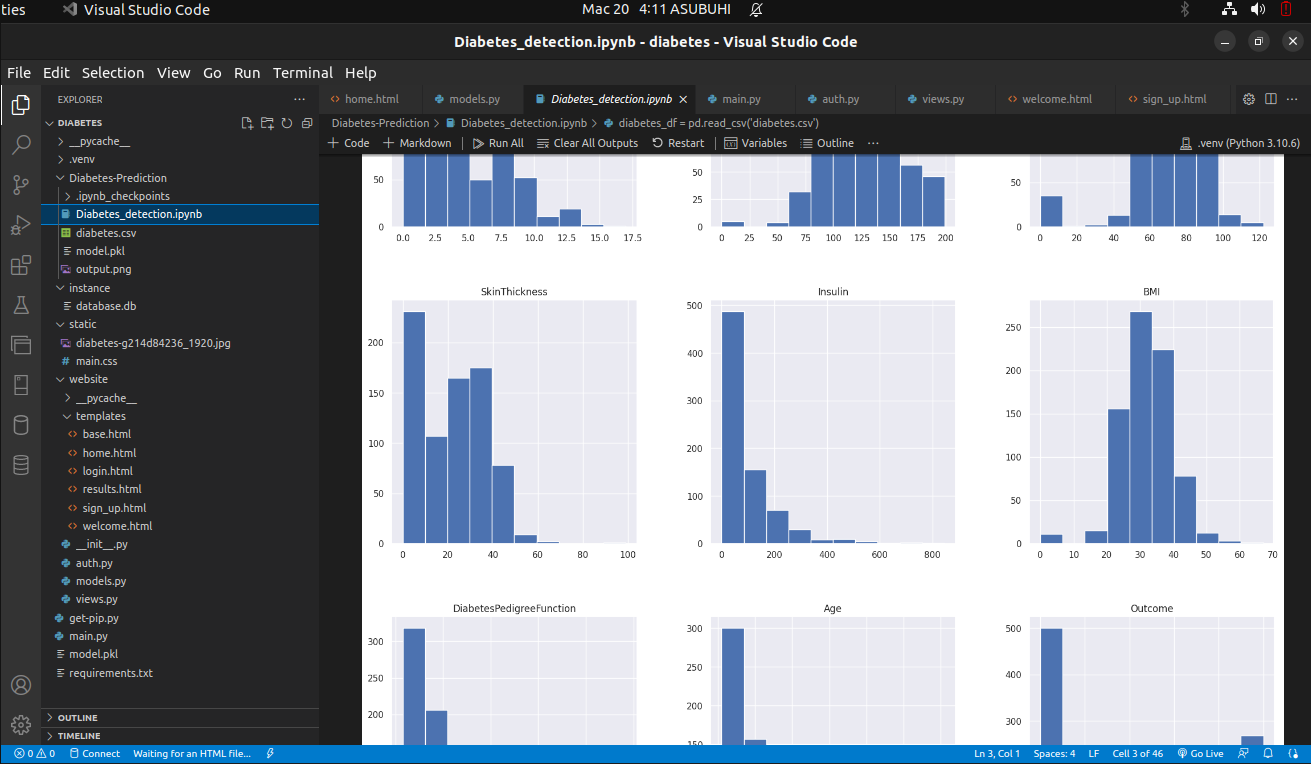 ties Visual Studio Code Mac 20 4:11 ASUBUHI
Diabetes_detection.ipynb - diabetes - Visual Studio Code
File Edit Selection View Go Run Terminal Help
EXPLORER
home.html models.py Diabetes_detection.ipynb main.py auth.py views.py welcome.html sign_up.html
DIABETES
Diabetes-Prediction > Diabetes_detection.ipynb > diabetes_df = pd.read_csv('diabetes.csv')
+ Code + Markdown | Run All Clear All Outputs Restart | Variables Outline ... .venv (Python 3.10.6)
__pycache__
.venv
Diabetes-Prediction
.ipynb_checkpoints
Diabetes_detection.ipynb
diabetes.csv
model.pkl
output.png
instance
database.db
static
diabetes-g214d84236_1920.jpg
main.css
website
__pycache__
templates
base.html
home.html
login.html
results.html
sign_up.html
welcome.html
__init__.py
auth.py
models.py
views.py
get-pip.py
main.py
model.pkl
requirements.txt
OUTLINE
TIMELINE
50
0
0.0 2.5 5.0 7.5 10.0 12.5 15.0 17.5
50
25
0
0 25 50 75 100 125 150 175 200
50
0
0 20 40 60 80 100 120
SkinThickness
200
150
100
50
0
0 20 40 60 80 100
Insulin
500
400
300
200
100
0
0 200 400 600 800
BMI
250
200
150
100
50
0
0 10 20 30 40 50 60 70
DiabetesPedigreeFunction
300
250
200
Age
300
250
200
150
Outcome
500
400
300
0 0 Connect Waiting for an HTML file... Ln 3, Col 1 Spaces: 4 LF Cell 3 of 46 Go Live